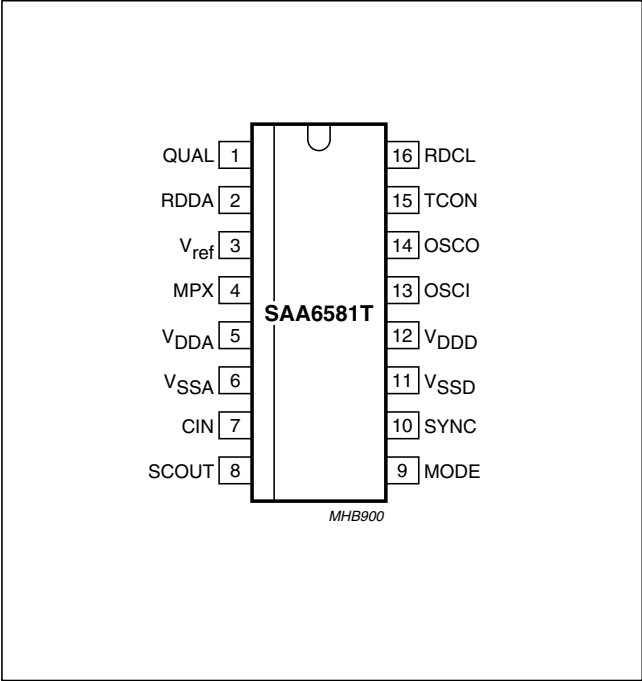 QUAL 1 16 RDCL
RDDA 2 15 TCON
Vref 3 14 OSCO
MPX 4 13 OSCI
SAA6581T
VDDA 5 12 VDDD
VSSA 6 11 VSSD
CIN 7 10 SYNC
SCOUT 8 9 MODE
MHB900